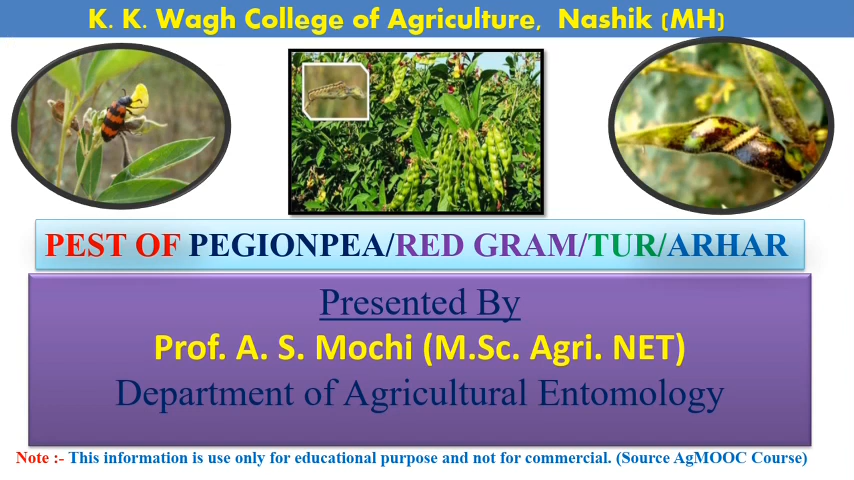 K. K. Wagh College of Agriculture, Nashik (MH)
PEST OF PEGIONPEA/RED GRAM/TUR/ARHAR
Presented By
Prof. A. S. Mochi (M.Sc. Agri. NET)
Department of Agricultural Entomology
Note :- This information is use only for educational purpose and not for commercial. (Source AgMOOC Course)